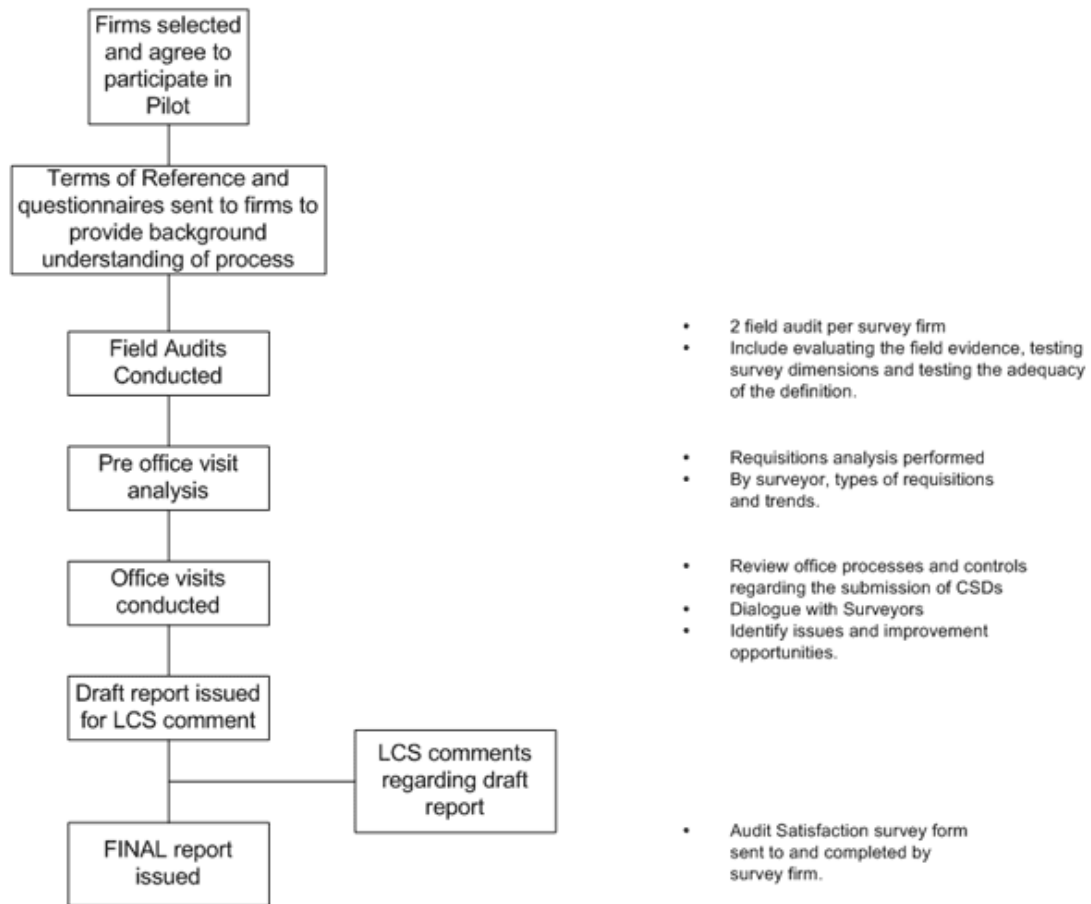 Firms selected
and agree to
participate in
Pilot
Terms of Reference and
questionnaires sent to firms to
provide background
understanding of process
Field Audits
Conducted
• 2 field audit per survey firm
• Include evaluating the field evidence, testing
survey dimensions and testing the adequacy
of the definition.
Pre office visit
analysis
• Requisitions analysis performed
• By surveyor, types of requisitions
and trends.
Office visits
conducted
• Review office processes and controls
regarding the submission of CSDs
• Dialogue with Surveyors
• Identify issues and improvement
opportunities.
Draft report issued
for LCS comment
LCS comments
regarding draft
report
FINAL report
issued
• Audit Satisfaction survey form
sent to and completed by
survey firm.